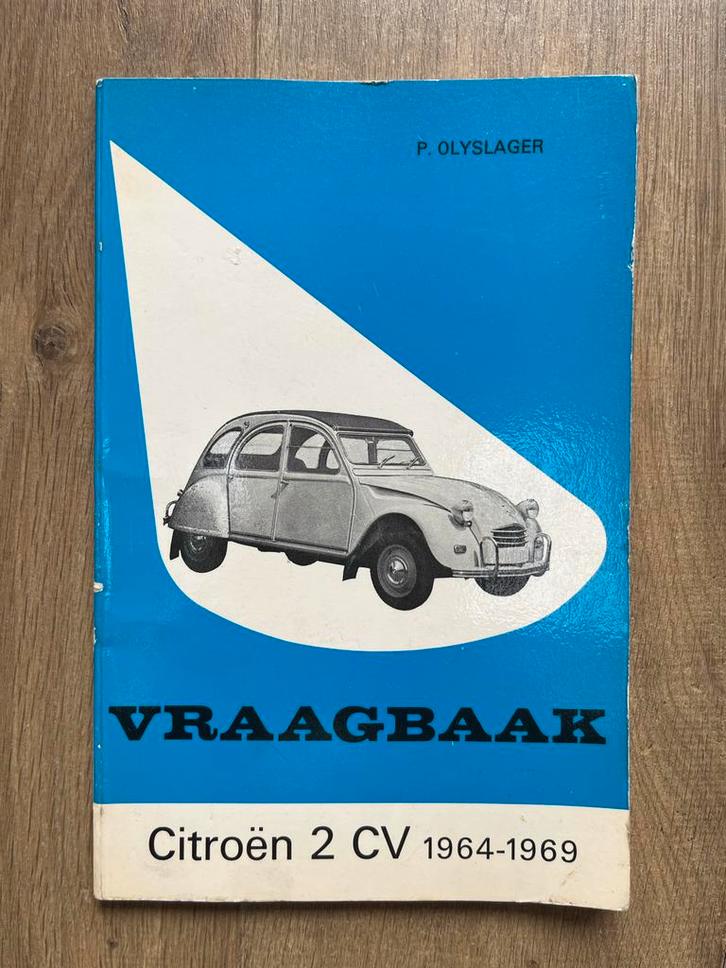 P. OLYSLAGER
VRAAGBAAK
Citroën 2 CV 1964-1969